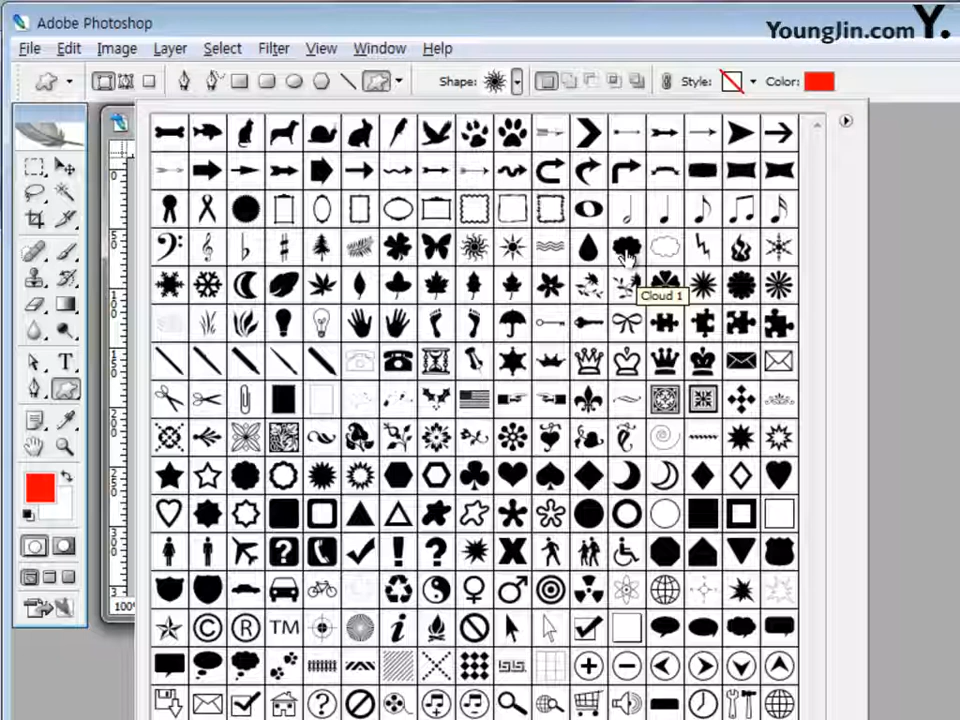 Adobe Photoshop
YoungJin.com Y.
File Edit Image Layer Select Filter View Window Help
Shape: Style: Color:
Cloud 1
TM
100%